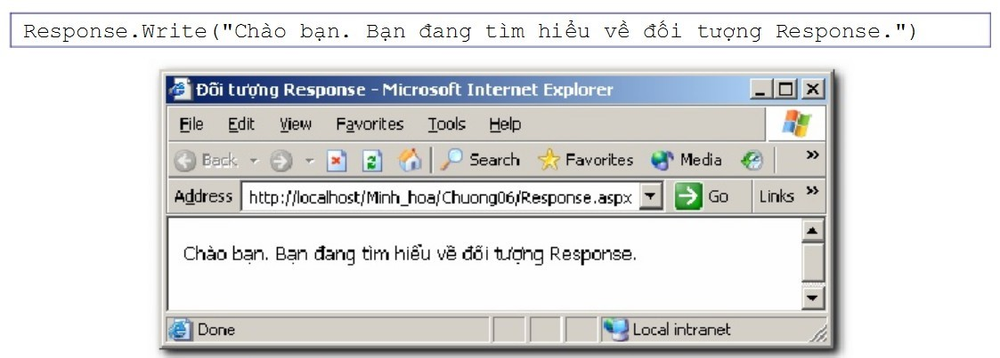 Response.Write("Chào bạn. Bạn đang tìm hiểu về đối tượng Response.")
Đối tượng Response - Microsoft Internet Explorer
File Edit View Favorites Tools Help
Back Search Favorites Media »
Address http://localhost/Minh_hoa/Chuong06/Response.aspx Go Links »
Chào bạn. Bạn đang tìm hiểu về đối tượng Response.
Done Local intranet